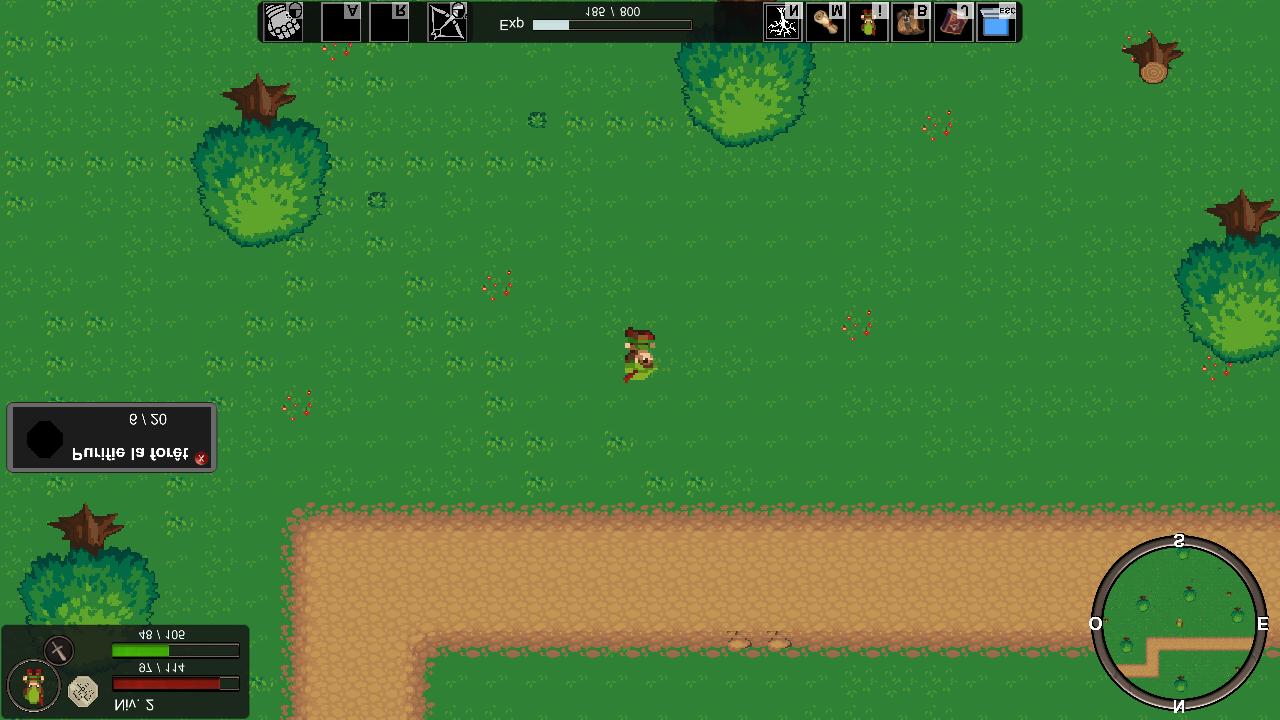 Niv. 2
97 / 114
48 / 105
N
O
E
S
Purifie la forêt
x
6 / 20
A
R
Exp
185 / 800
N
M
I
B
J
ESC